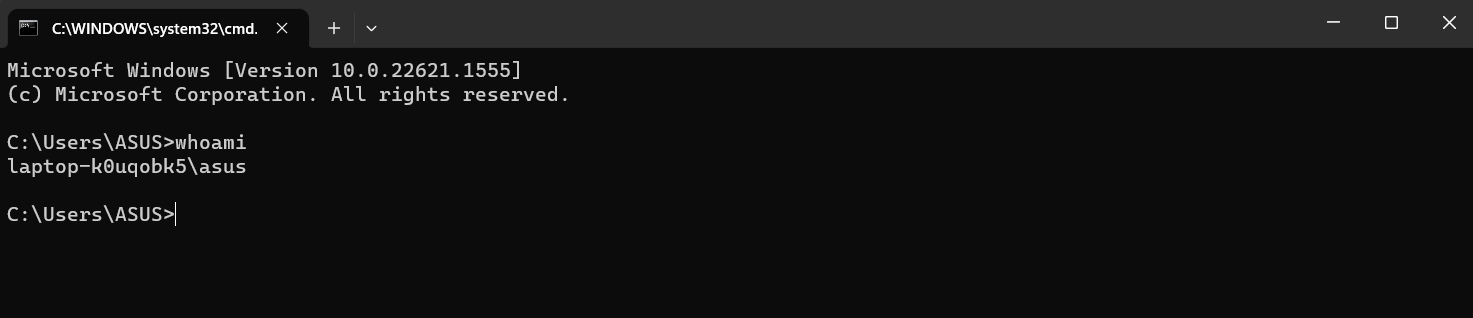 C:\WINDOWS\system32\cmd.
Microsoft Windows [Version 10.0.22621.1555]
(c) Microsoft Corporation. All rights reserved.
C:\Users\ASUS>whoami
laptop-k0uqobk5\asus
C:\Users\ASUS>